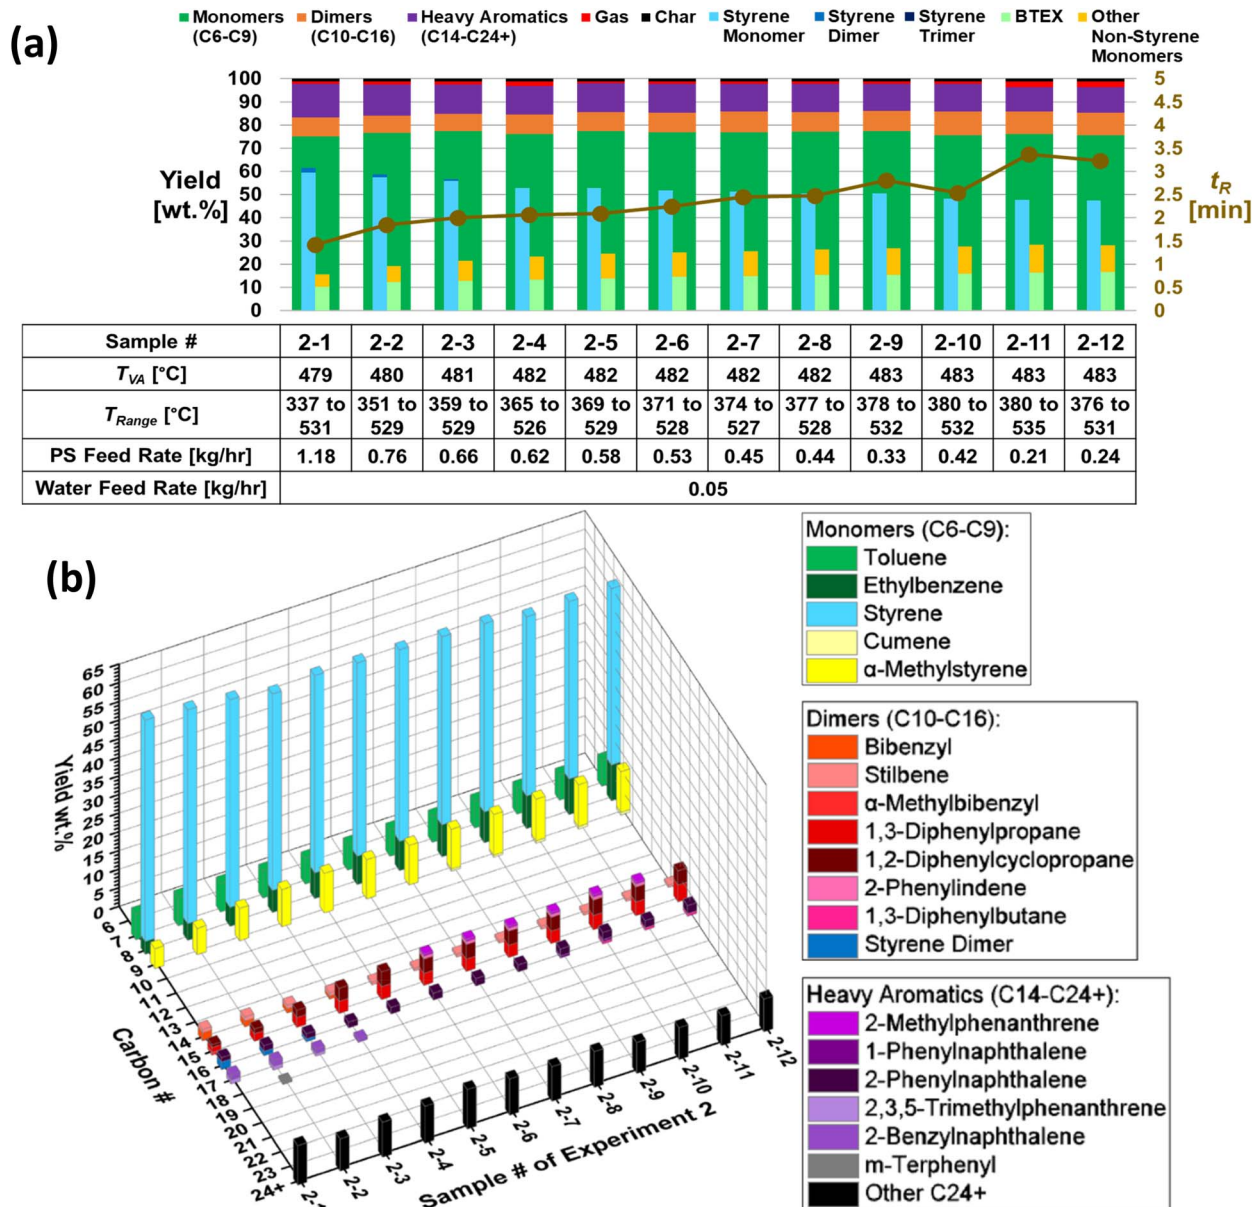 (a)
Monomers (C6-C9)
Dimers (C10-C16)
Heavy Aromatics (C14-C24+)
Gas
Char
Styrene Monomer
Styrene Dimer
Styrene Trimer
BTEX
Other Non-Styrene Monomers
100
90
80
70
60
50
40
30
20
10
0
Yield [wt.%]
5
4.5
4
3.5
3
2.5
2
1.5
1
0.5
0
tR [min]
Sample # 2-1 2-2 2-3 2-4 2-5 2-6 2-7 2-8 2-9 2-10 2-11 2-12
TVA [°C] 479 480 481 482 482 482 482 482 483 483 483 483
TRange [°C] 337 to 531 351 to 529 359 to 529 365 to 526 369 to 529 371 to 528 374 to 527 377 to 528 378 to 532 380 to 532 380 to 535 376 to 531
PS Feed Rate [kg/hr] 1.18 0.76 0.66 0.62 0.58 0.53 0.45 0.44 0.33 0.42 0.21 0.24
Water Feed Rate [kg/hr] 0.05
(b)
65
60
55
50
45
40
35
30
25
20
15
10
5
0
Yield wt.%
6
7
8
9
10
11
12
13
14
15
16
17
18
19
20
21
22
23
24+
Carbon #
2-2
2-3
2-4
2-5
2-6
2-7
2-8
2-9
2-10
2-11
2-12
Sample # of Experiment 2
Monomers (C6-C9):
Toluene
Ethylbenzene
Styrene
Cumene
α-Methylstyrene
Dimers (C10-C16):
Bibenzyl
Stilbene
α-Methylbibenzyl
1,3-Diphenylpropane
1,2-Diphenylcyclopropane
2-Phenylindene
1,3-Diphenylbutane
Styrene Dimer
Heavy Aromatics (C14-C24+):
2-Methylphenanthrene
1-Phenylnaphthalene
2-Phenylnaphthalene
2,3,5-Trimethylphenanthrene
2-Benzylnaphthalene
m-Terphenyl
Other C24+